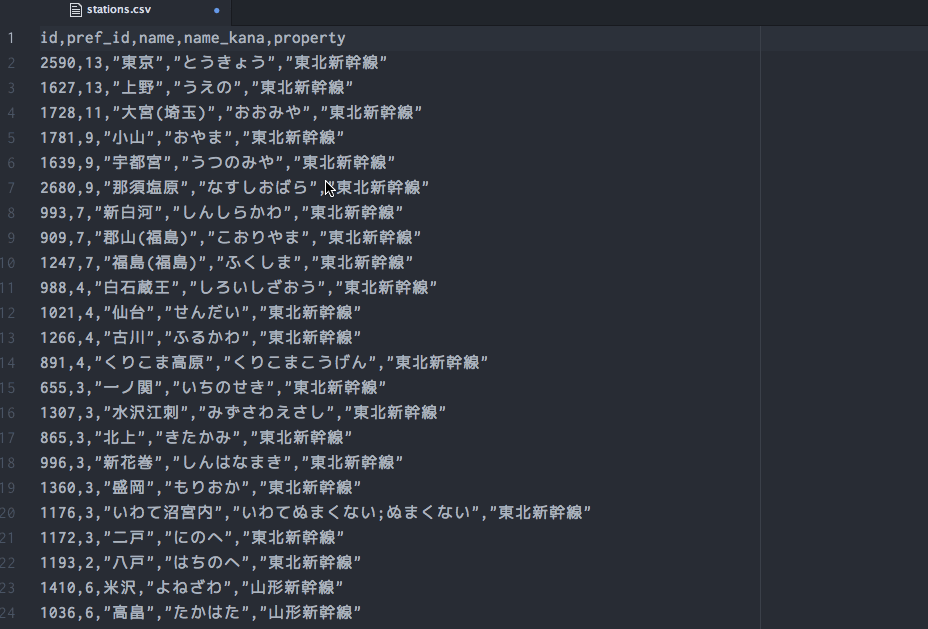 stations.csv
1 id,pref_id,name,name_kana,property
2 2590,13,"東京","とうきょう","東北新幹線"
3 1627,13,"上野","うえの","東北新幹線"
4 1728,11,"大宮(埼玉)","おおみや","東北新幹線"
5 1781,9,"小山","おやま","東北新幹線"
6 1639,9,"宇都宮","うつのみや","東北新幹線"
7 2680,9,"那須塩原","なすしおばら","東北新幹線"
8 993,7,"新白河","しんしらかわ","東北新幹線"
9 909,7,"郡山(福島)","こおりやま","東北新幹線"
10 1247,7,"福島(福島)","ふくしま","東北新幹線"
11 988,4,"白石蔵王","しろいしざおう","東北新幹線"
12 1021,4,"仙台","せんだい","東北新幹線"
13 1266,4,"古川","ふるかわ","東北新幹線"
14 891,4,"くりこま高原","くりこまこうげん","東北新幹線"
15 655,3,"一ノ関","いちのせき","東北新幹線"
16 1307,3,"水沢江刺","みずさわえさし","東北新幹線"
17 865,3,"北上","きたかみ","東北新幹線"
18 996,3,"新花巻","しんはなまき","東北新幹線"
19 1360,3,"盛岡","もりおか","東北新幹線"
20 1176,3,"いわて沼宮内","いわてぬまくない;ぬまくない","東北新幹線"
21 1172,3,"二戸","にのへ","東北新幹線"
22 1193,2,"八戸","はちのへ","東北新幹線"
23 1410,6,米沢,"よねざわ","山形新幹線"
24 1036,6,"高畠","たかはた","山形新幹線"